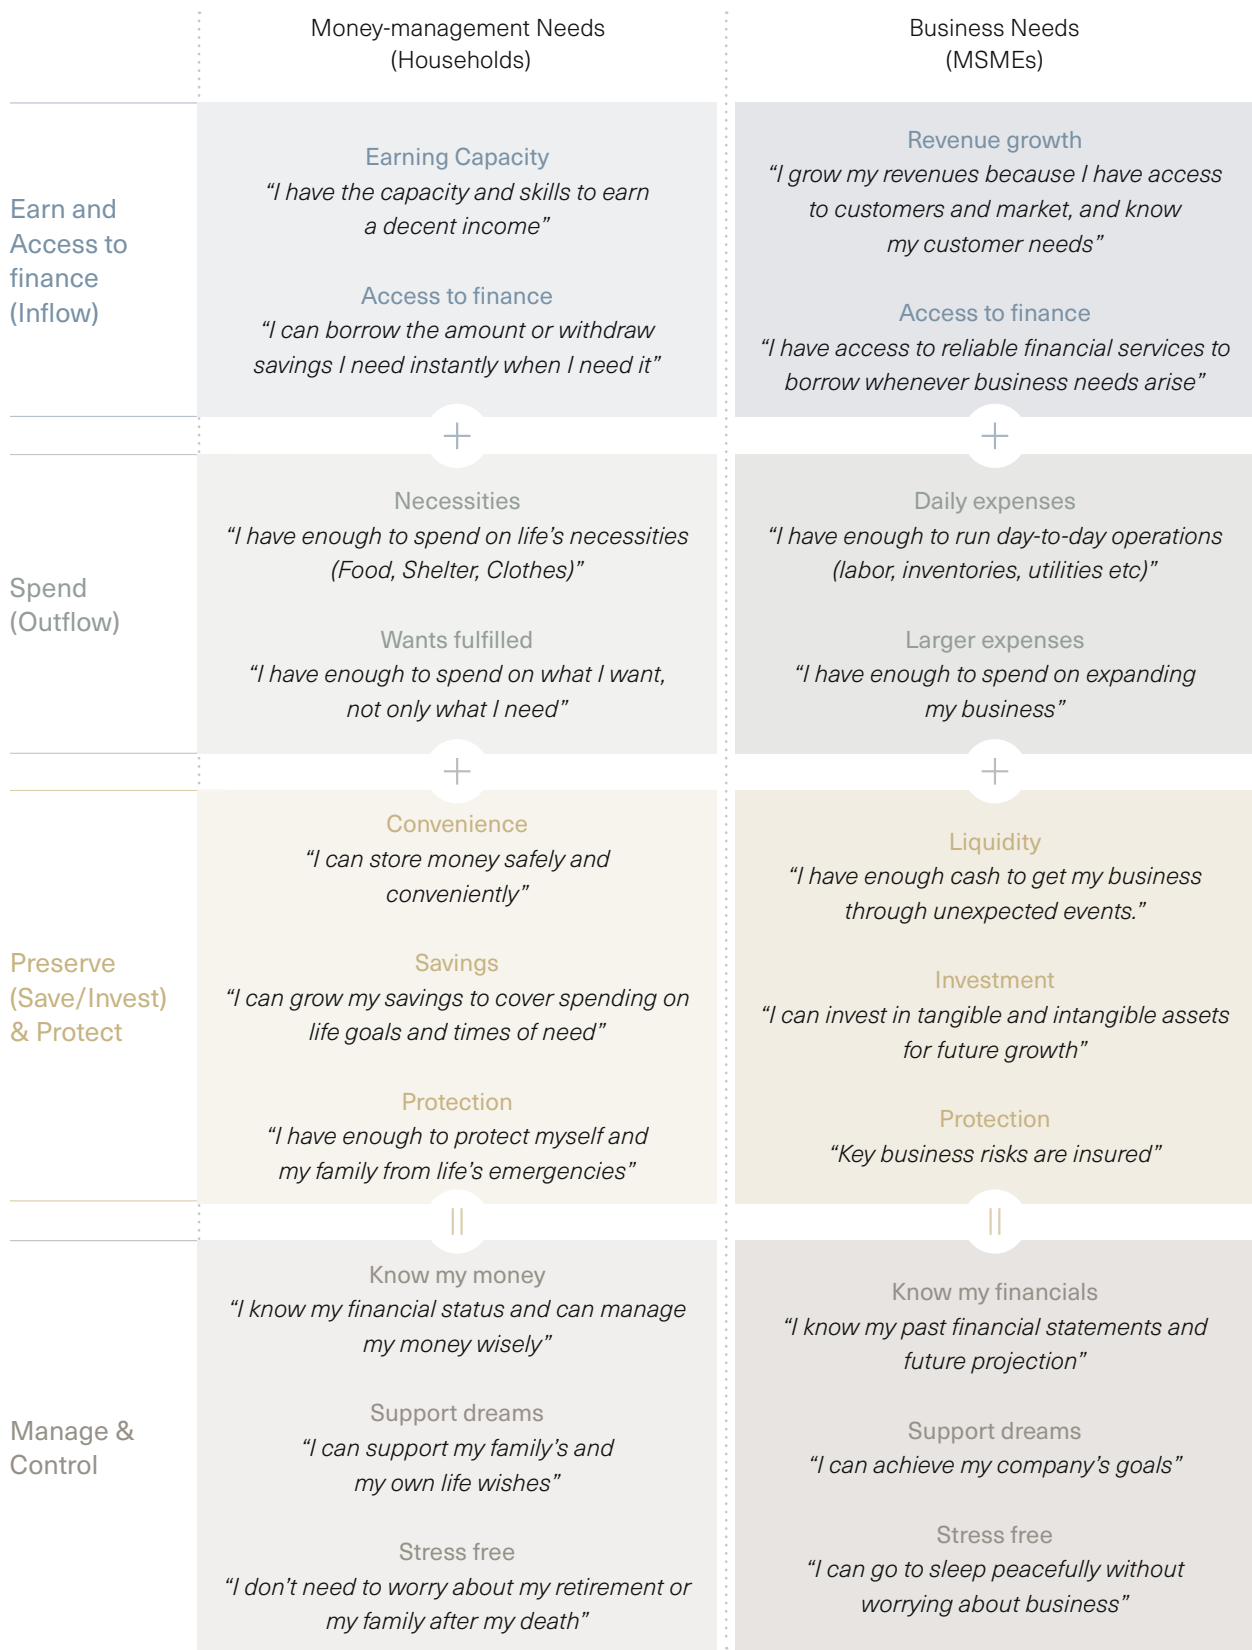 Money-management Needs
(Households)
Business Needs
(MSMEs)
Earn and
Access to
finance
(Inflow)
Earning Capacity
“I have the capacity and skills to earn
a decent income”
Access to finance
“I can borrow the amount or withdraw
savings I need instantly when I need it”
Revenue growth
“I grow my revenues because I have access
to customers and market, and know
my customer needs”
Access to finance
“I have access to reliable financial services to
borrow whenever business needs arise”
+
+
Spend
(Outflow)
Necessities
“I have enough to spend on life’s necessities
(Food, Shelter, Clothes)”
Wants fulfilled
“I have enough to spend on what I want,
not only what I need”
Daily expenses
“I have enough to run day-to-day operations
(labor, inventories, utilities etc)”
Larger expenses
“I have enough to spend on expanding
my business”
+
+
Preserve
(Save/Invest)
& Protect
Convenience
“I can store money safely and
conveniently”
Savings
“I can grow my savings to cover spending on
life goals and times of need”
Protection
“I have enough to protect myself and
my family from life’s emergencies”
Liquidity
“I have enough cash to get my business
through unexpected events.”
Investment
“I can invest in tangible and intangible assets
for future growth”
Protection
“Key business risks are insured”
||
||
Manage &
Control
Know my money
“I know my financial status and can manage
my money wisely”
Support dreams
“I can support my family’s and
my own life wishes”
Stress free
“I don’t need to worry about my retirement or
my family after my death”
Know my financials
“I know my past financial statements and
future projection”
Support dreams
“I can achieve my company’s goals”
Stress free
“I can go to sleep peacefully without
worrying about business”